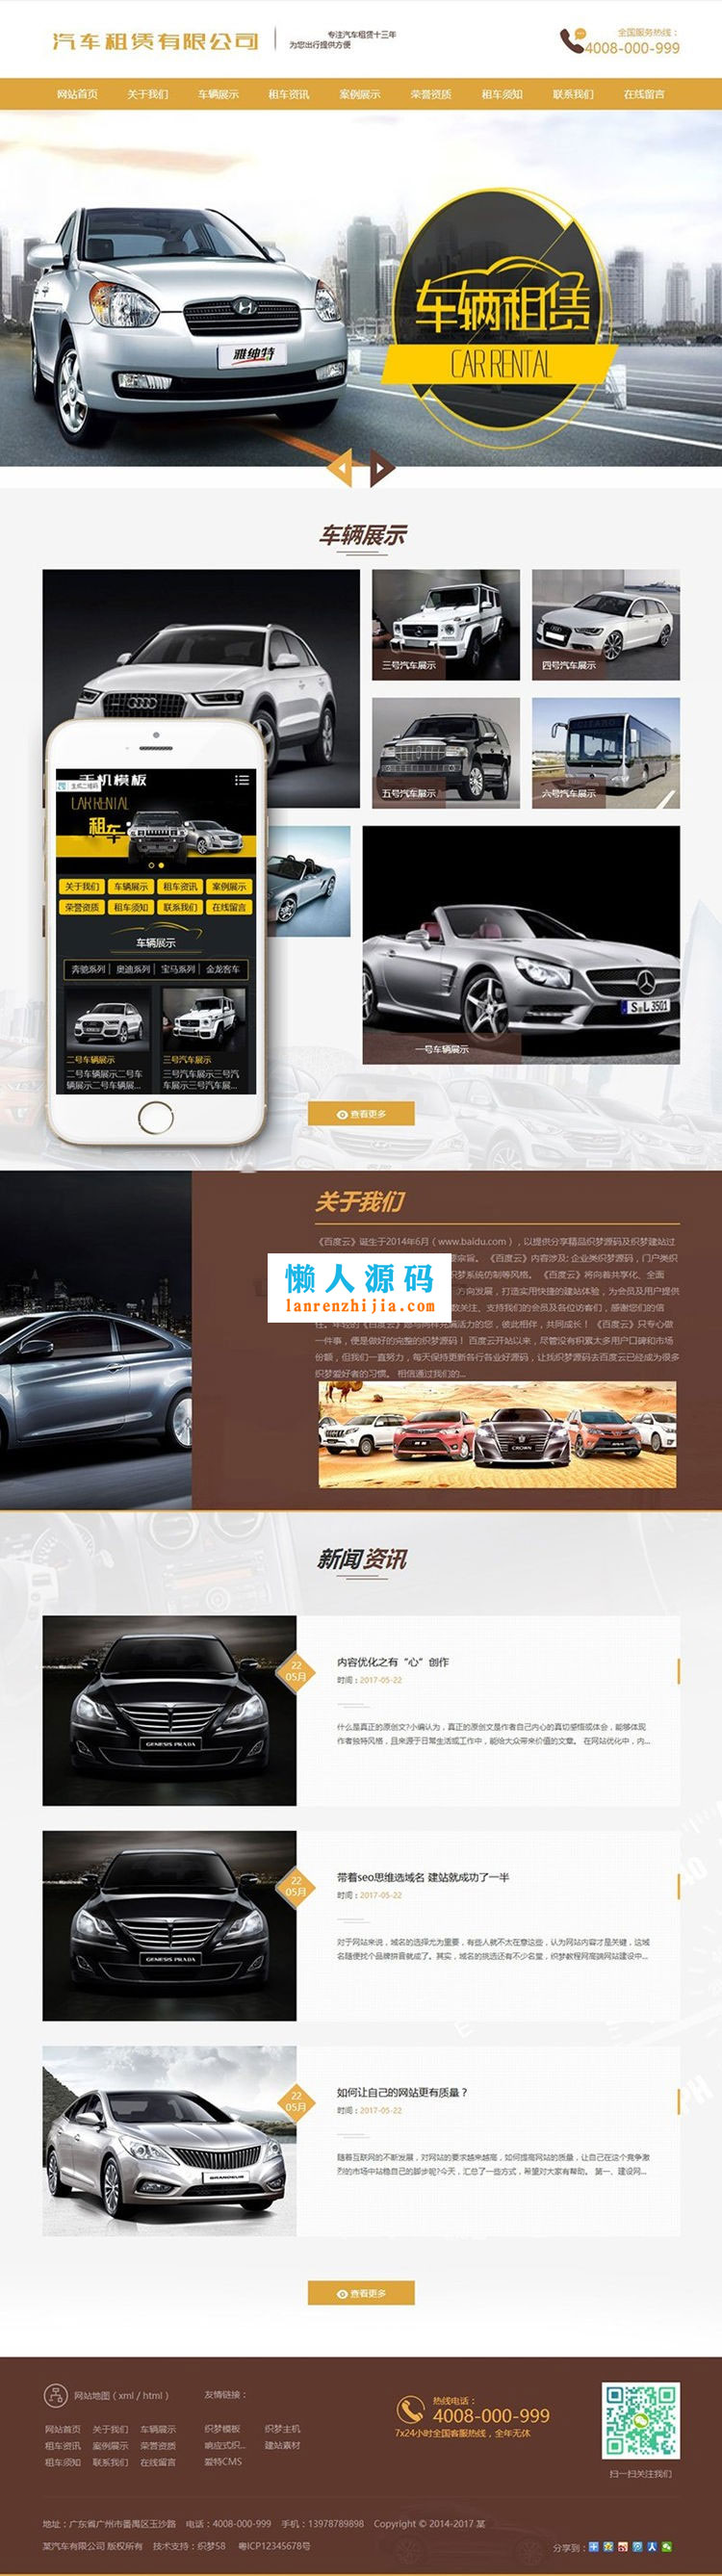 汽车租赁有限公司
专注汽车租赁十三年
为您出行提供方便
全国服务热线：
4008-000-999
网站首页 关于我们 车辆展示 租车资讯 案例展示 荣誉资质 租车须知 联系我们 在线留言
雅绅特
车辆租赁
CAR RENTAL
车辆展示
三号汽车展示
四号汽车展示
五号汽车展示
六号汽车展示
手机模板
生成二维码
CAR RENTAL
租车
关于我们 车辆展示 租车资讯 案例展示
荣誉资质 租车须知 联系我们 在线留言
车辆展示
奔驰系列 | 奥迪系列 | 宝马系列 | 金龙客车
二号车辆展示
二号车辆展示二号车
辆展示二号车辆展...
三号汽车展示
三号汽车展示三号汽
车展示三号汽车展...
S·L 3501
一号车辆展示
查看更多
关于我们
《百度云》诞生于2014年6月（www.baidu.com），以提供分享精品织梦源码及织梦建站过
宗旨。 《百度云》内容涉及: 企业类织梦源码，门户类织
梦系统仿制等风格。 《百度云》将向着共享化、全面
方向发展，打造实用快捷的建站体验，为会员及用户提供
数关注、支持我们的会员及各位访客们，感谢您们的信
充满活力的您，彼此相伴，共同成长！ 《百度云》只专心做
一件事，便是做好的完整的织梦源码！ 百度云开站以来，尽管没有积累太多用户口碑和市场
份额，但我们一直努力，每天保持更新各行各业好源码，让找织梦源码去百度云已经成为很多
织梦爱好者的习惯。 相信通过我们的...
懒人源码
lanrenzhijia.com
CROWN
新闻资讯
GENESIS PRADA
22
05月
内容优化之有“心”创作
时间：2017-05-22
什么是真正的原创文?小编认为，真正的原创文是作者自己内心的真切感悟或体会，能够体现
作者独特风格，且来源于日常生活或工作中，能给大众带来价值的文章。 在网站优化中，内...
GENESIS PRADA
22
05月
带着seo思维选域名 建站就成功了一半
时间：2017-05-22
对于网站来说，域名的选择尤为重要，有些人就不太在意这些，认为网站内容才是关键，这域
名随便找个品牌拼音就成了。其实，域名的挑选还有不少名堂，织梦教程网高端网站建设中...
GRANDEUR
22
05月
如何让自己的网站更有质量？
时间：2017-05-22
随着互联网的不断发展，对网站的要求越来越高，如何提高网站的质量，让自己在这个竞争激
烈的市场中站稳自己的脚步呢?今天，汇总了一些方式，希望对大家有帮助。 第一、建设网...
查看更多
网站地图（xml / html）
网站首页 关于我们 车辆展示
租车资讯 案例展示 荣誉资质
租车须知 联系我们 在线留言
友情链接：
织梦模板 织梦主机
响应式织... 建站素材
爱特CMS
热线电话：
4008-000-999
7x24小时全国客服热线，全年无休
扫一扫关注我们
地址：广东省广州市番禺区玉沙路 电话：4008-000-999 手机：13978789898 Copyright © 2014-2017 某
某汽车有限公司 版权所有 技术支持：织梦58 粤ICP12345678号
分享到：